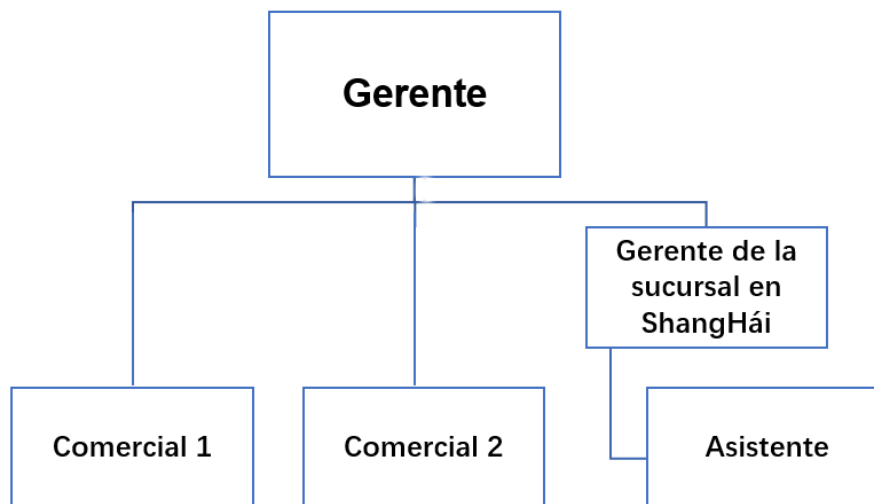 Gerente
Gerente de la
sucursal en
ShangHái
Comercial 1
Comercial 2
Asistente